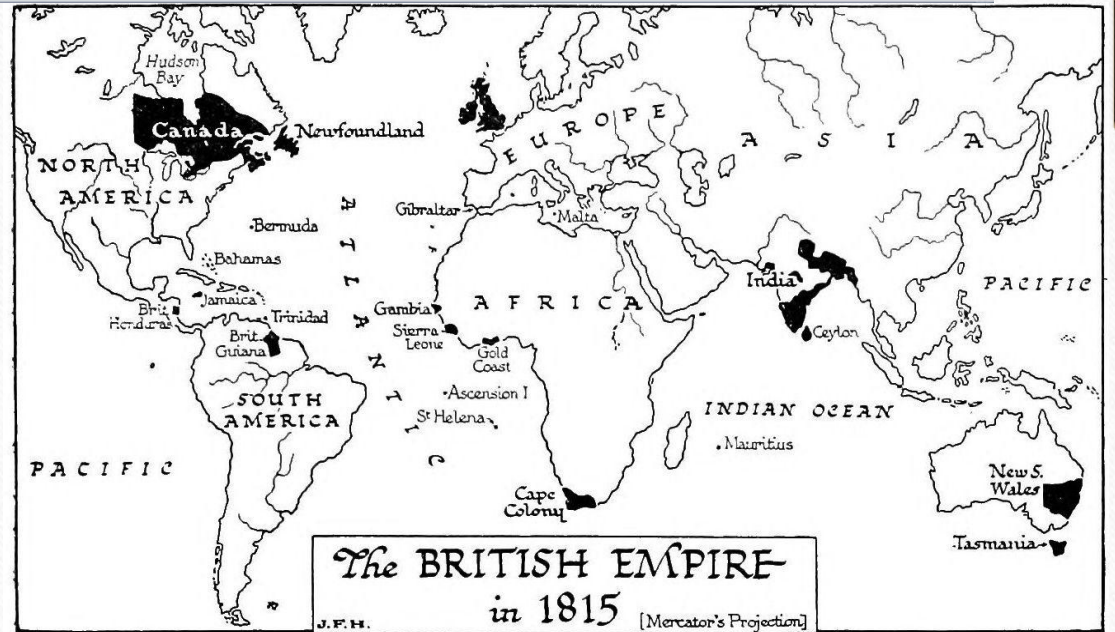 Hudson
Bay
Canada
Newfoundland
NORTH
AMERICA
EUROPE
ASIA
Gibraltar
Malta
Bermuda
ATLANTIC
Bahamas
Jamaica
Brit.
Honduras
Trinidad
Brit.
Guiana
Gambia
AFRICA
Sierra
Leone
Gold
Coast
India
Ceylon
PACIFIC
SOUTH
AMERICA
Ascension I
St Helena
INDIAN OCEAN
Mauritius
PACIFIC
Cape
Colony
New S.
Wales
Tasmania
The BRITISH EMPIRE
in 1815
J.F.H.
[Mercator's Projection]